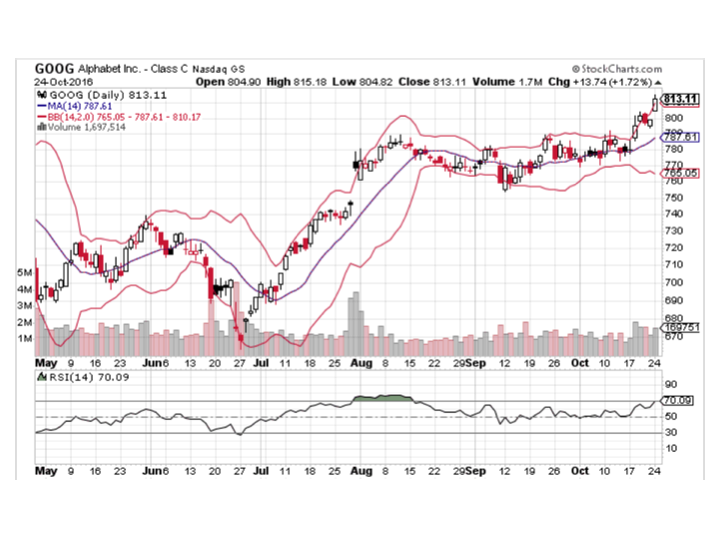 GOOG Alphabet Inc. - Class C Nasdaq GS ® StockCharts.com
24-Oct-2016 Open 804.90 High 815.18 Low 804.82 Close 813.11 Volume 1.7M Chg +13.74 (+1.72%)
GOOG (Daily) 813.11
MA(14) 787.61
BB(14,2.0) 765.05 - 787.61 - 810.17
Volume 1,697,514
813.11
800
790
787.61
780
770
765.05
760
750
740
730
720
710
700
690
680
670
5M
4M
3M
2M
1M
169751
May 9 16 23 Jun 6 13 20 27 Jul 11 18 25 Aug 8 15 22 29 Sep 12 19 26 Oct 10 17 24
RSI(14) 70.09
90
70.09
50
30
10
May 9 16 23 Jun 6 13 20 27 Jul 11 18 25 Aug 8 15 22 29 Sep 12 19 26 Oct 10 17 24